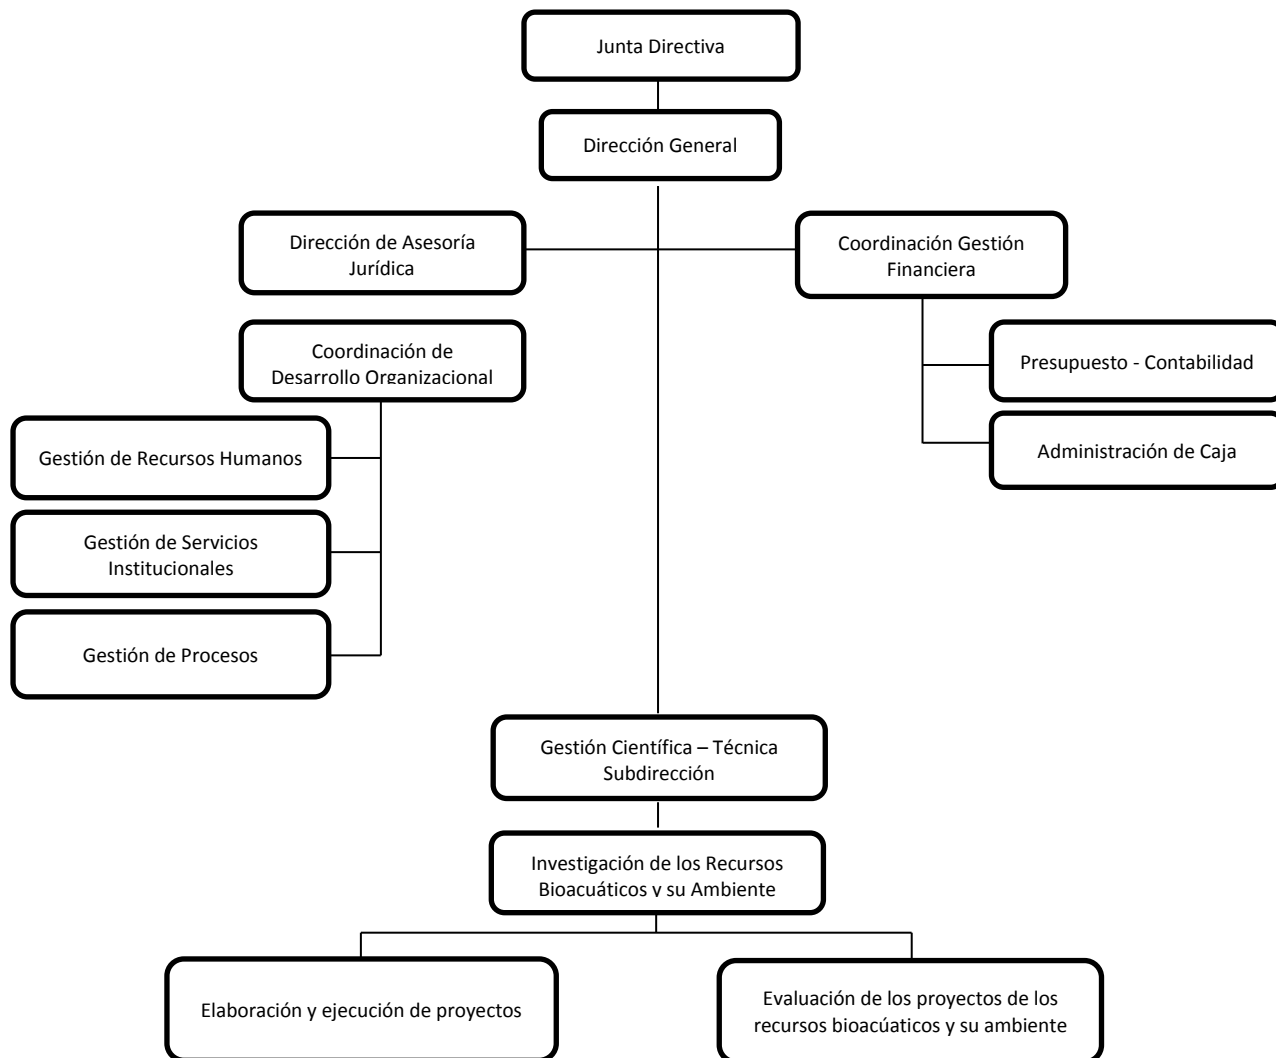 Junta Directiva
Dirección General
Dirección de Asesoría
Jurídica
Coordinación Gestión
Financiera
Coordinación de
Desarrollo Organizacional
Presupuesto - Contabilidad
Administración de Caja
Gestión de Recursos Humanos
Gestión de Servicios
Institucionales
Gestión de Procesos
Gestión Científica – Técnica
Subdirección
Investigación de los Recursos
Bioacuáticos y su Ambiente
Elaboración y ejecución de proyectos
Evaluación de los proyectos de los
recursos bioacúaticos y su ambiente